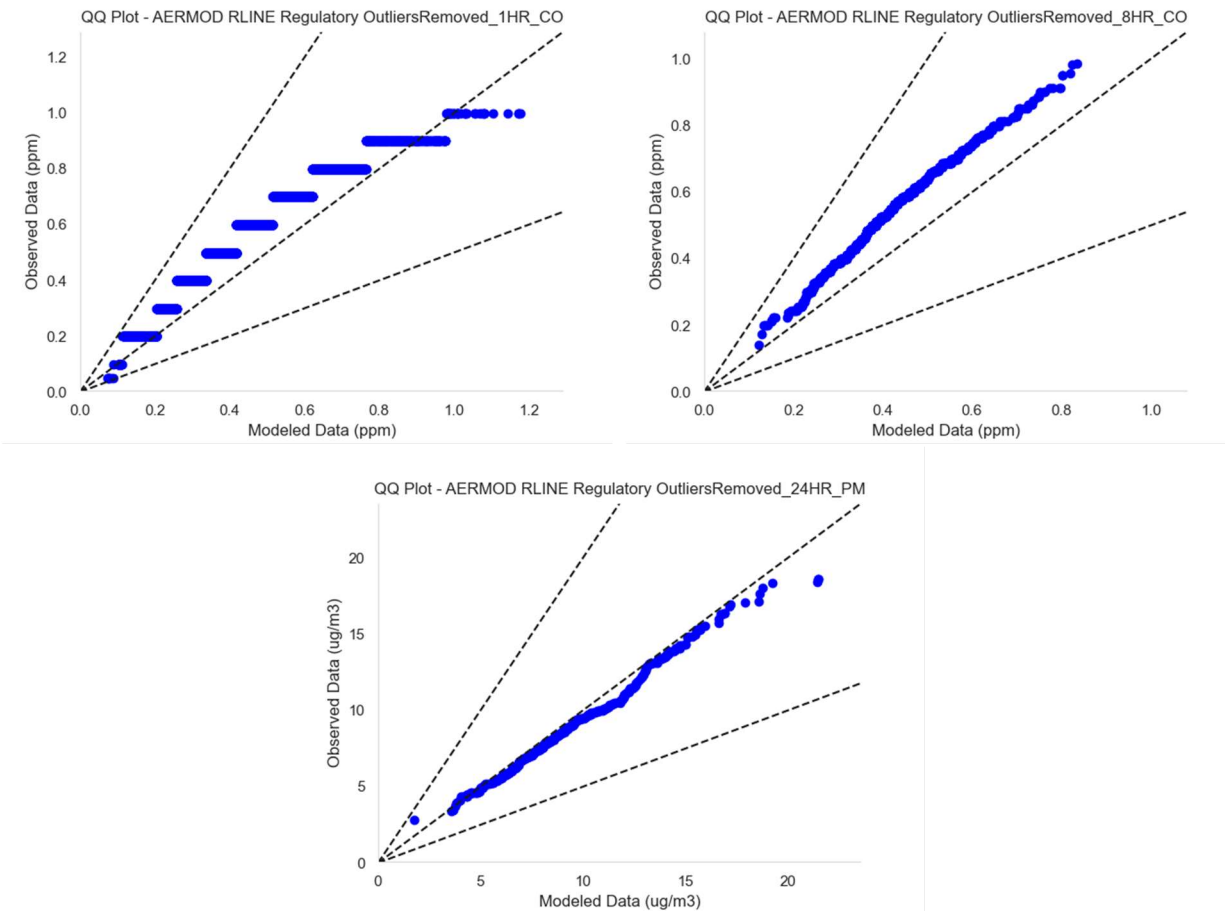 QQ Plot - AERMOD RLINE Regulatory OutliersRemoved_1HR_CO
Observed Data (ppm)
1.2
1.0
0.8
0.6
0.4
0.2
0.0
0.0 0.2 0.4 0.6 0.8 1.0 1.2
Modeled Data (ppm)
QQ Plot - AERMOD RLINE Regulatory OutliersRemoved_8HR_CO
Observed Data (ppm)
1.0
0.8
0.6
0.4
0.2
0.0
0.0 0.2 0.4 0.6 0.8 1.0
Modeled Data (ppm)
QQ Plot - AERMOD RLINE Regulatory OutliersRemoved_24HR_PM
Observed Data (ug/m3)
20
15
10
5
0
0 5 10 15 20
Modeled Data (ug/m3)